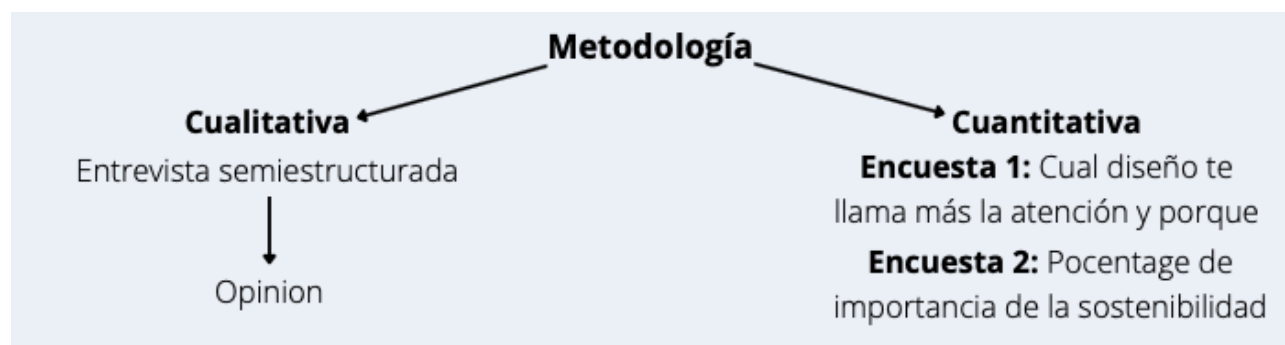 Metodología
Cualitativa
Entrevista semiestructurada
Opinion
Cuantitativa
Encuesta 1: Cual diseño te
llama más la atención y porque
Encuesta 2: Pocentage de
importancia de la sostenibilidad